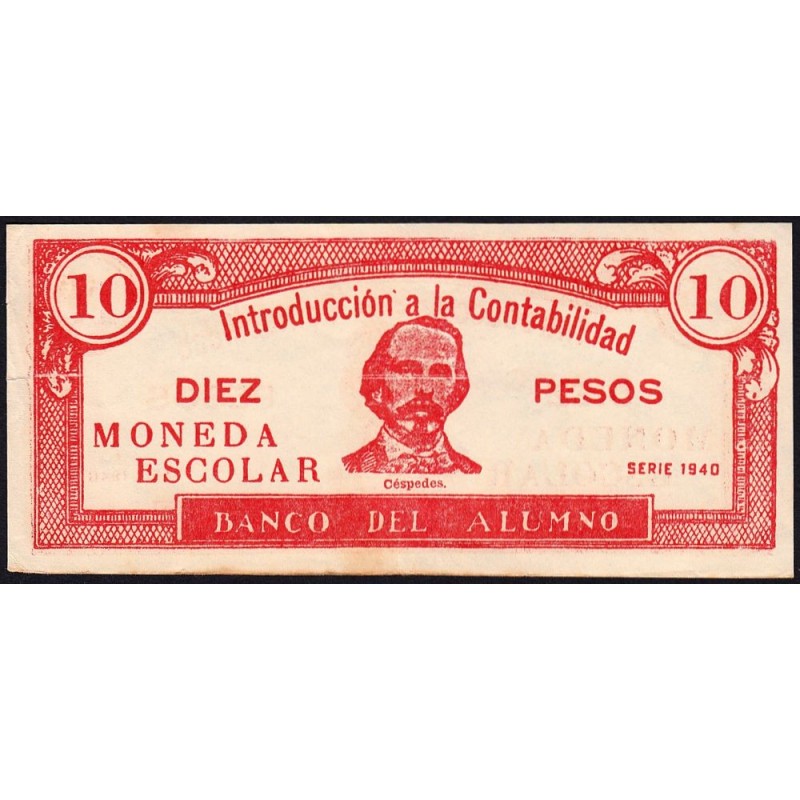 10 10
Introducción a la Contabilidad
DIEZ PESOS
MONEDA
ESCOLAR
SERIE 1940
Céspedes.
BANCO DEL ALUMNO